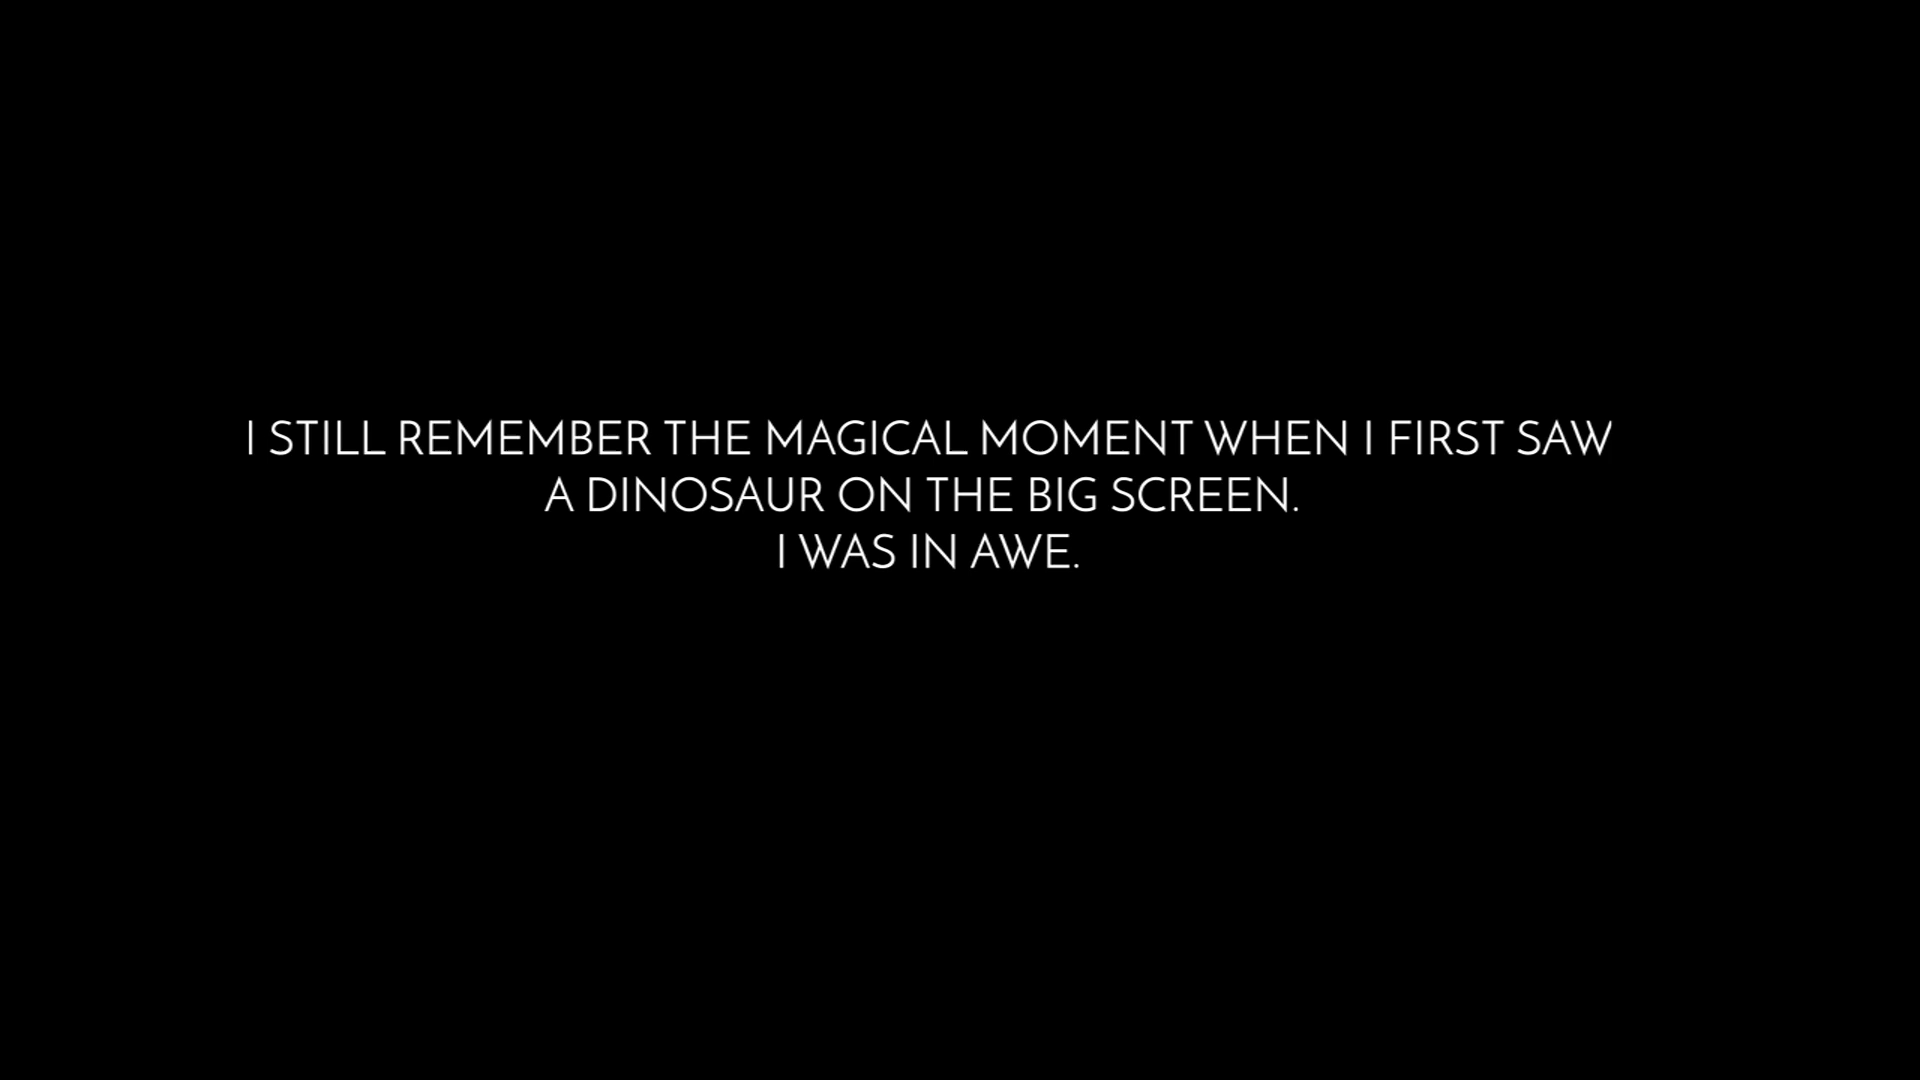 I STILL REMEMBER THE MAGICAL MOMENT WHEN I FIRST SAW
A DINOSAUR ON THE BIG SCREEN.
I WAS IN AWE.